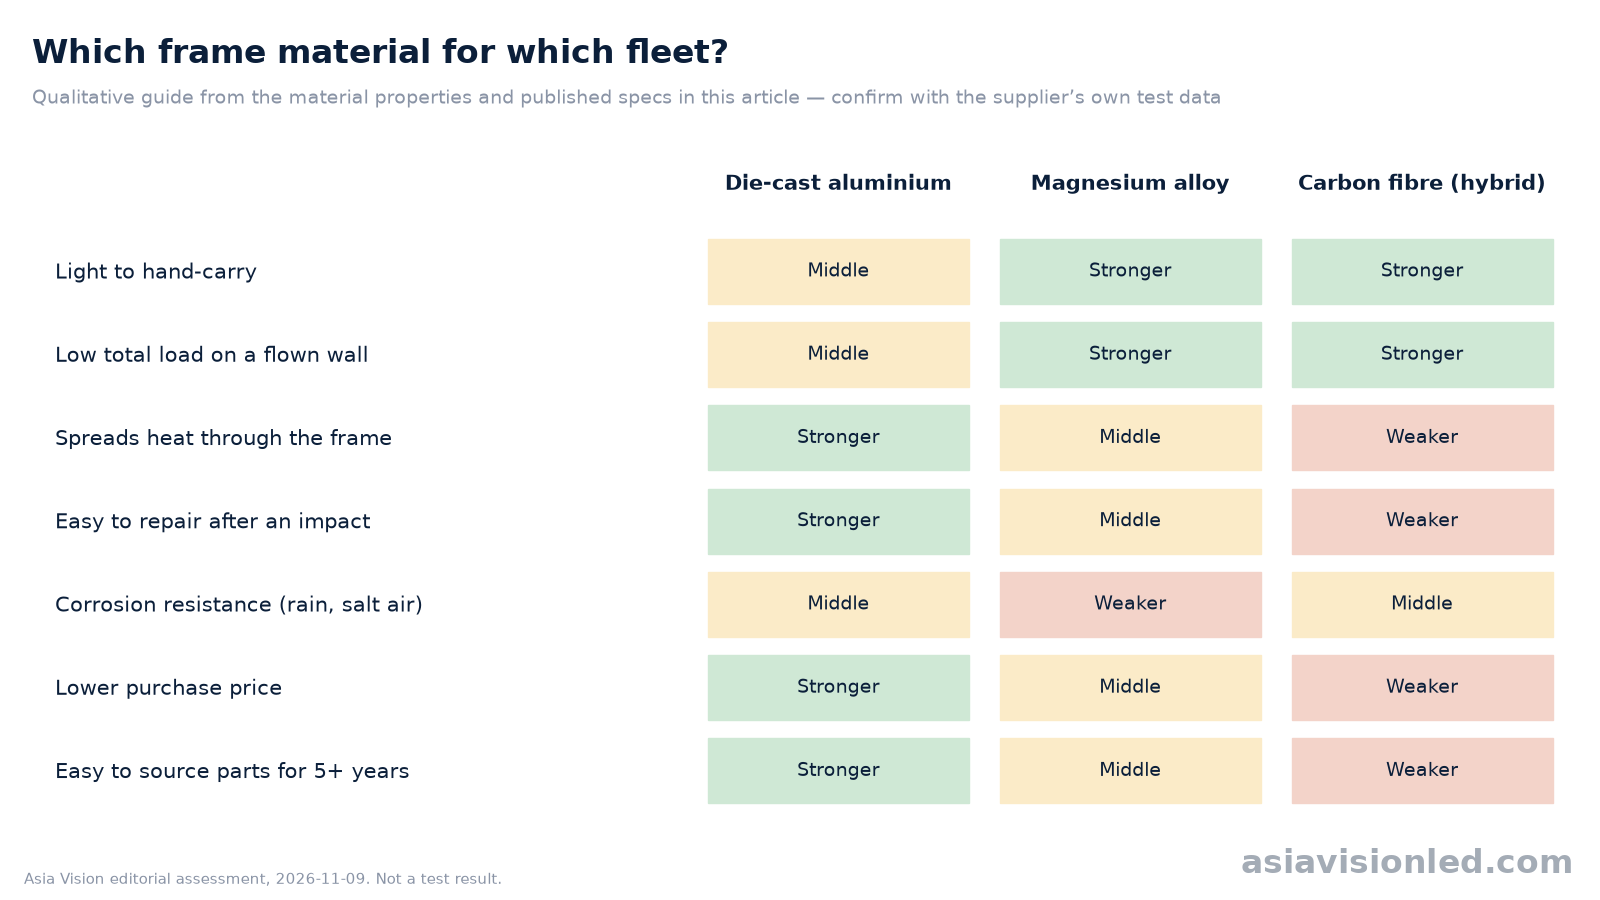 Which frame material for which fleet?
Qualitative guide from the material properties and published specs in this article — confirm with the supplier’s own test data
Die-cast aluminium Magnesium alloy Carbon fibre (hybrid)
Light to hand-carry Middle Stronger Stronger
Low total load on a flown wall Middle Stronger Stronger
Spreads heat through the frame Stronger Middle Weaker
Easy to repair after an impact Stronger Middle Weaker
Corrosion resistance (rain, salt air) Middle Weaker Middle
Lower purchase price Stronger Middle Weaker
Easy to source parts for 5+ years Stronger Middle Weaker
asiavisionled.com
Asia Vision editorial assessment, 2026-11-09. Not a test result.